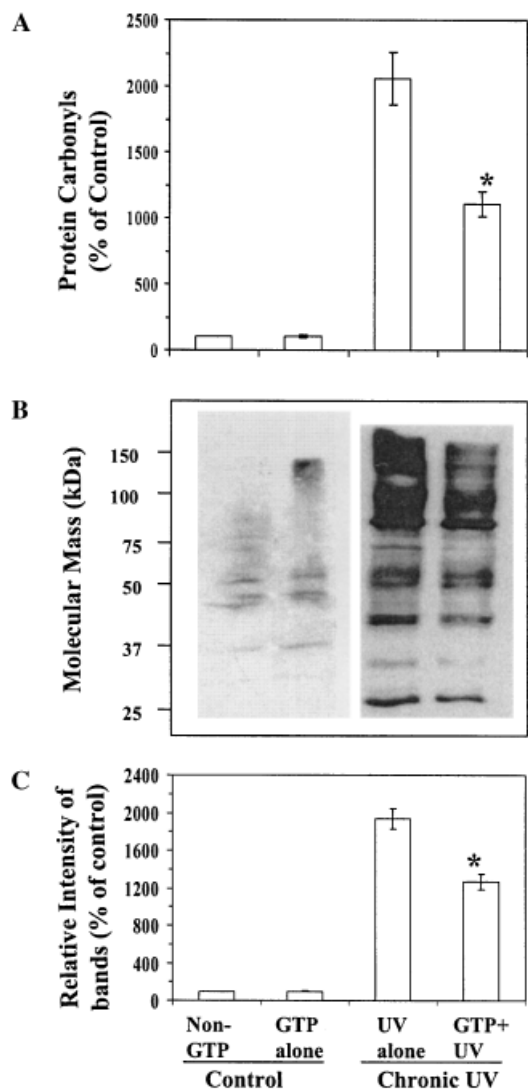 A
Protein Carbonyls
(% of Control)
2500
2000
1500
1000
500
0
*
B
Molecular Mass (kDa)
150
100
75
50
37
25
C
Relative Intensity of
bands (% of control)
2400
2000
1600
1200
800
400
0
*
Non-
GTP
GTP
alone
UV
alone
GTP+
UV
Control
Chronic UV